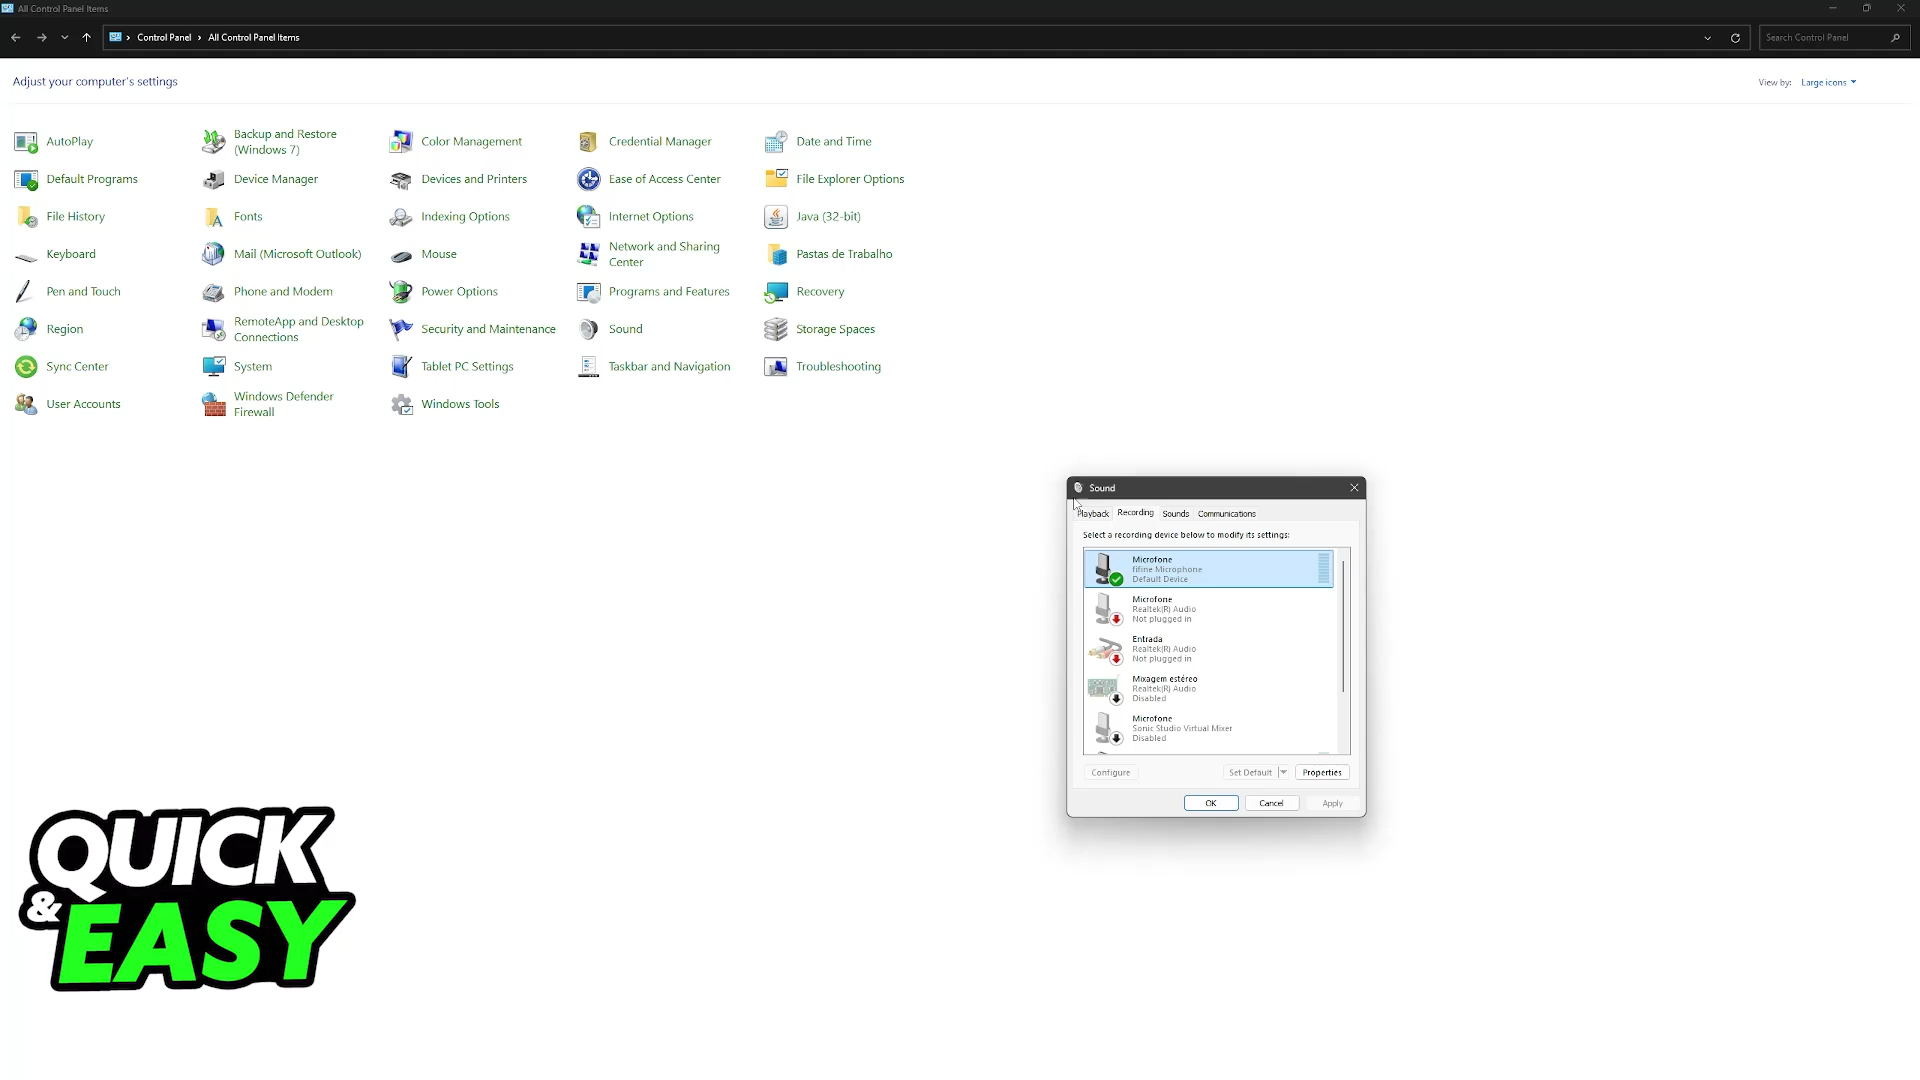 All Control Panel Items
Control Panel › All Control Panel Items
Search Control Panel
Adjust your computer's settings
View by: Large icons
AutoPlay
Backup and Restore
(Windows 7)
Color Management
Credential Manager
Date and Time
Default Programs
Device Manager
Devices and Printers
Ease of Access Center
File Explorer Options
File History
Fonts
Indexing Options
Internet Options
Java (32-bit)
Keyboard
Mail (Microsoft Outlook)
Mouse
Network and Sharing
Center
Pastas de Trabalho
Pen and Touch
Phone and Modem
Power Options
Programs and Features
Recovery
Region
RemoteApp and Desktop
Connections
Security and Maintenance
Sound
Storage Spaces
Sync Center
System
Tablet PC Settings
Taskbar and Navigation
Troubleshooting
User Accounts
Windows Defender
Firewall
Windows Tools
Sound
Playback Recording Sounds Communications
Select a recording device below to modify its settings:
Microfone
fifine Microphone
Default Device
Microfone
Realtek(R) Audio
Not plugged in
Entrada
Realtek(R) Audio
Not plugged in
Mixagem estéreo
Realtek(R) Audio
Disabled
Microfone
Sonic Studio Virtual Mixer
Disabled
Configure Set Default Properties
OK Cancel Apply
QUICK
& EASY